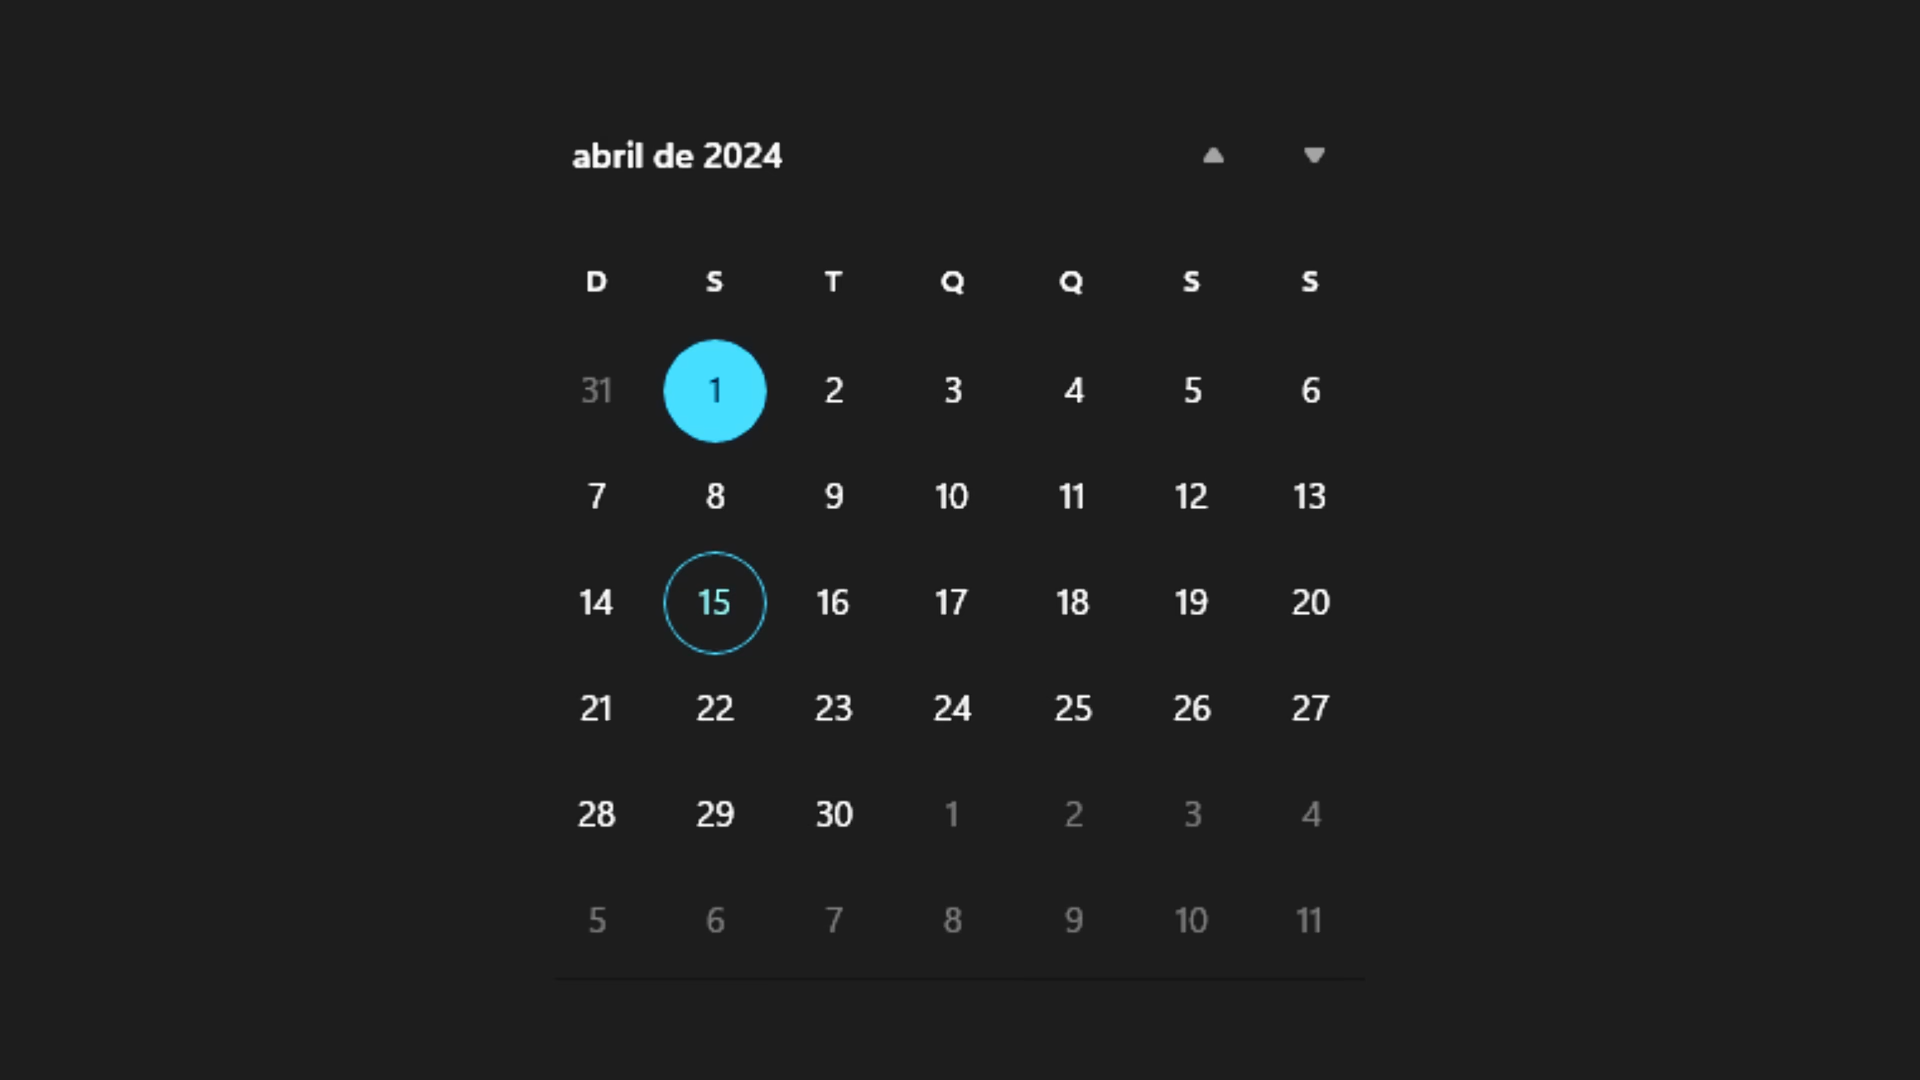 abril de 2024
D S T Q Q S S
31 1 2 3 4 5 6
7 8 9 10 11 12 13
14 15 16 17 18 19 20
21 22 23 24 25 26 27
28 29 30 1 2 3 4
5 6 7 8 9 10 11